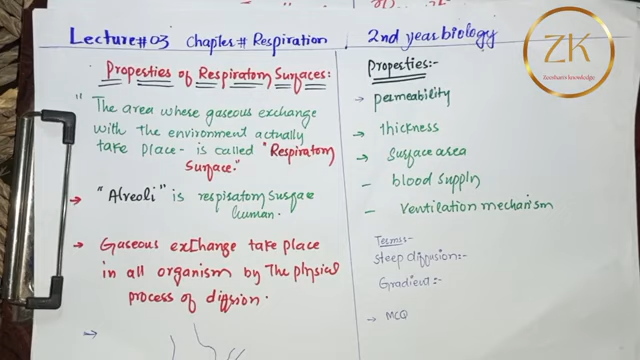 Lecture#03 Chapter# Respiration , 2nd year biology
Properties of Respiratory Surfaces:
"The area where gaseous exchange
with the environment actually
take place- is called "Respiratory
Surface."
→ "Alveoli" is respiratory surface
human.
→ Gaseous exchange take place
in all organism by The physical
process of diffsion.
Properties:-
→ permeability
→ thickness
→ Surface area
- blood supply
- Ventilation mechanism
Terms:-
Steep diffusion:-
Gradient:-
→ MCQ
ZK
Zeeshan's knowledge